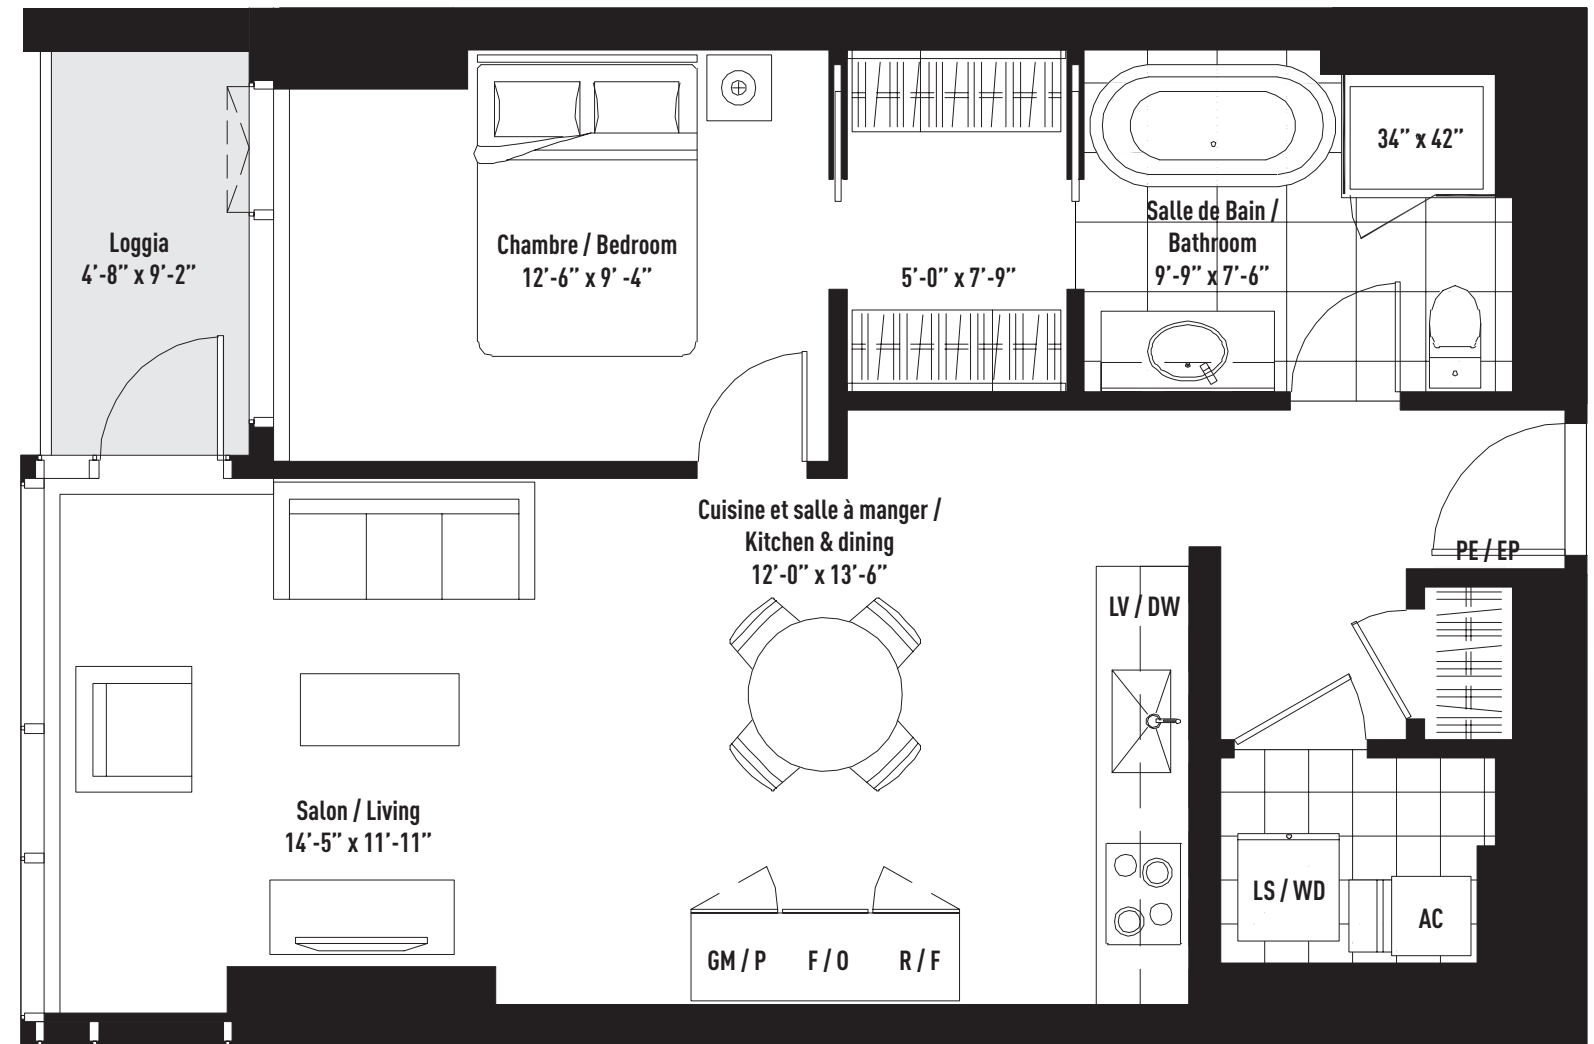 34” x 42”
Salle de Bain /
Bathroom
9’-9” x 7’-6”
Loggia
4’-8” x 9’-2”
Chambre / Bedroom
12’-6” x 9’ -4”
5’-0” x 7’-9”
Cuisine et salle à manger /
Kitchen & dining
12’-0” x 13’-6”
PE / EP
LV / DW
Salon / Living
14’-5” x 11’-11”
LS / WD
AC
GM / P F / O R / F